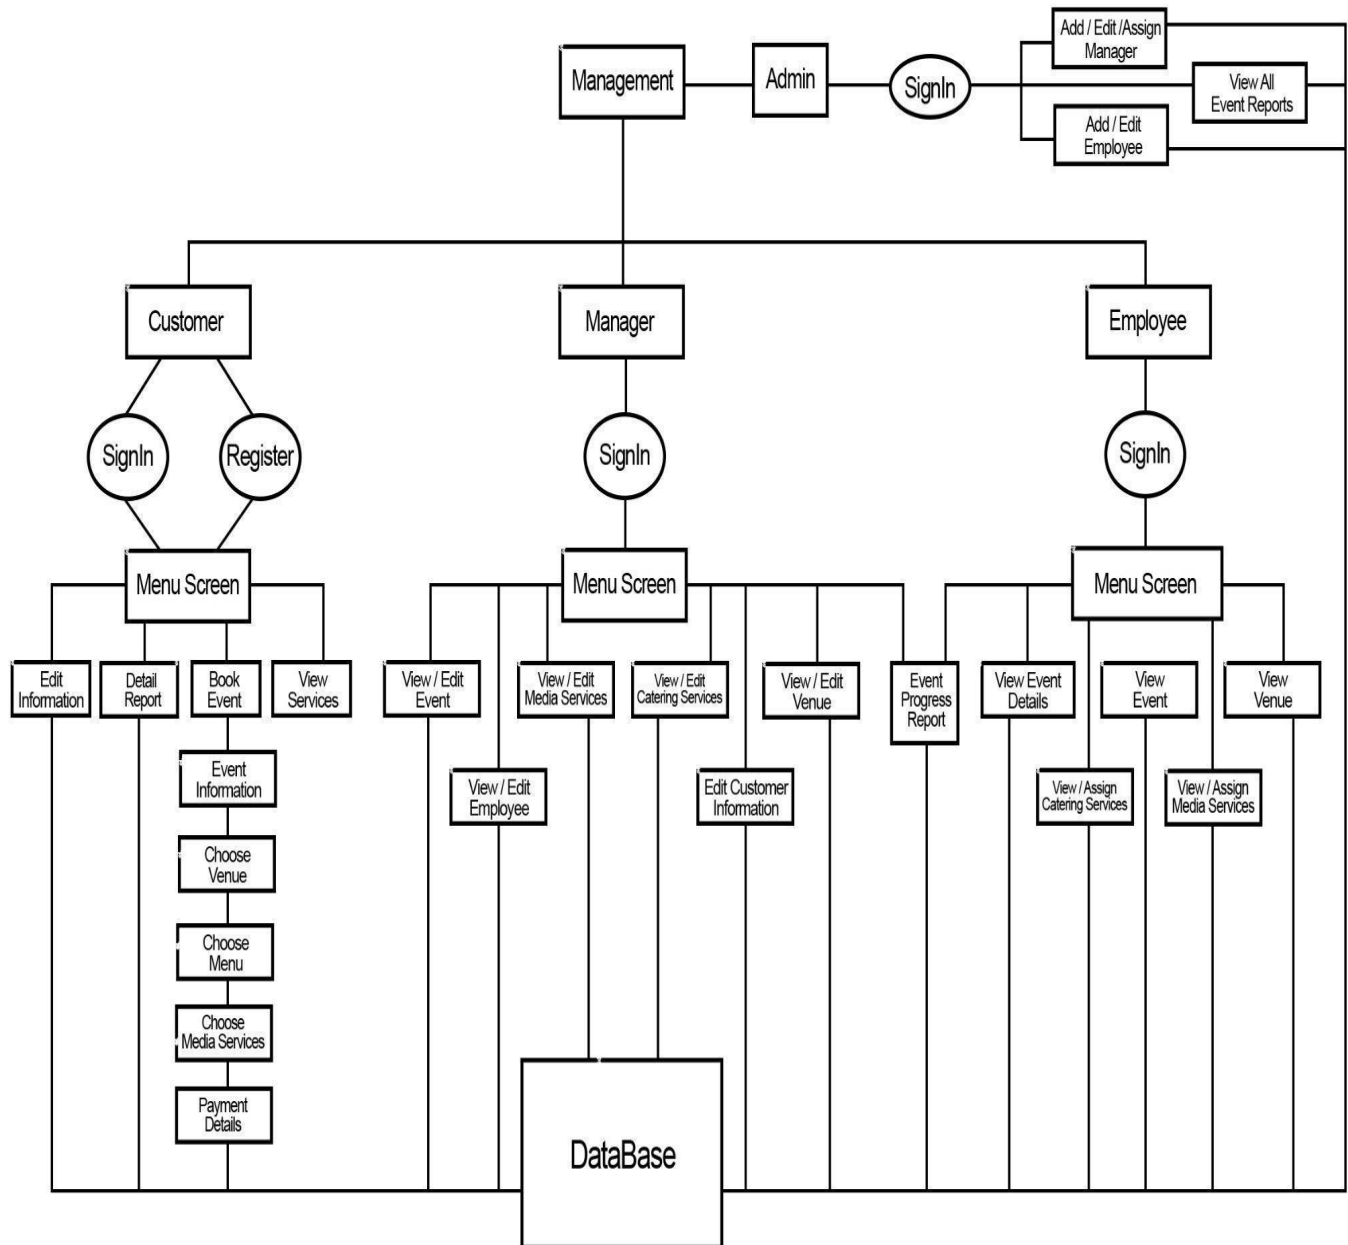 Management
Admin
SignIn
Add / Edit /Assign
Manager
View All
Event Reports
Add / Edit
Employee
Customer
Manager
Employee
SignIn
Register
SignIn
SignIn
Menu Screen
Menu Screen
Menu Screen
Edit
Information
Detail
Report
Book
Event
View
Services
View / Edit
Event
View / Edit
Media Services
View / Edit
Catering Services
View / Edit
Venue
Event
Progress
Report
View Event
Details
View
Event
View
Venue
Event
Information
View / Edit
Employee
Edit Customer
Information
View / Assign
Catering Services
View / Assign
Media Services
Choose
Venue
Choose
Menu
Choose
Media Services
Payment
Details
DataBase